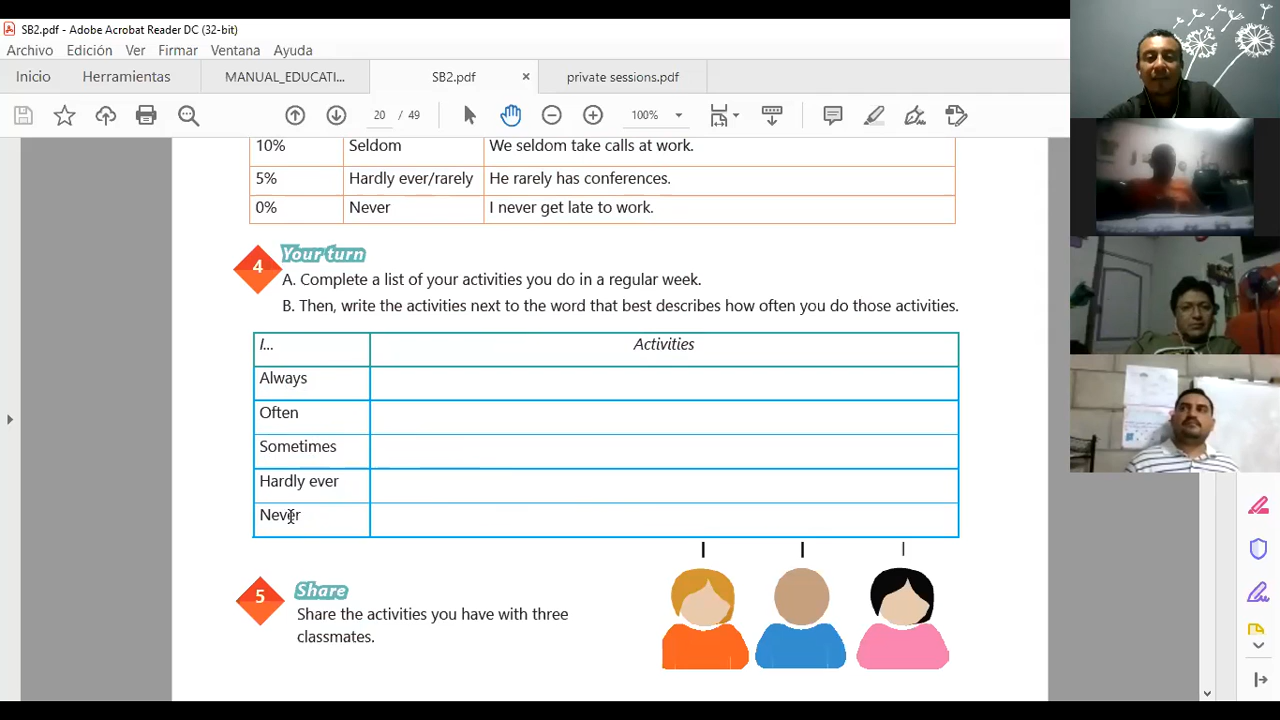 SB2.pdf - Adobe Acrobat Reader DC (32-bit)
Archivo Edición Ver Firmar Ventana Ayuda
Inicio Herramientas MANUAL_EDUCATI... SB2.pdf × private sessions.pdf
20 / 49 100%
10% Seldom We seldom take calls at work.
5% Hardly ever/rarely He rarely has conferences.
0% Never I never get late to work.
4 Your turn
A. Complete a list of your activities you do in a regular week.
B. Then, write the activities next to the word that best describes how often you do those activities.
I... Activities
Always
Often
Sometimes
Hardly ever
Never
5 Share
Share the activities you have with three
classmates.